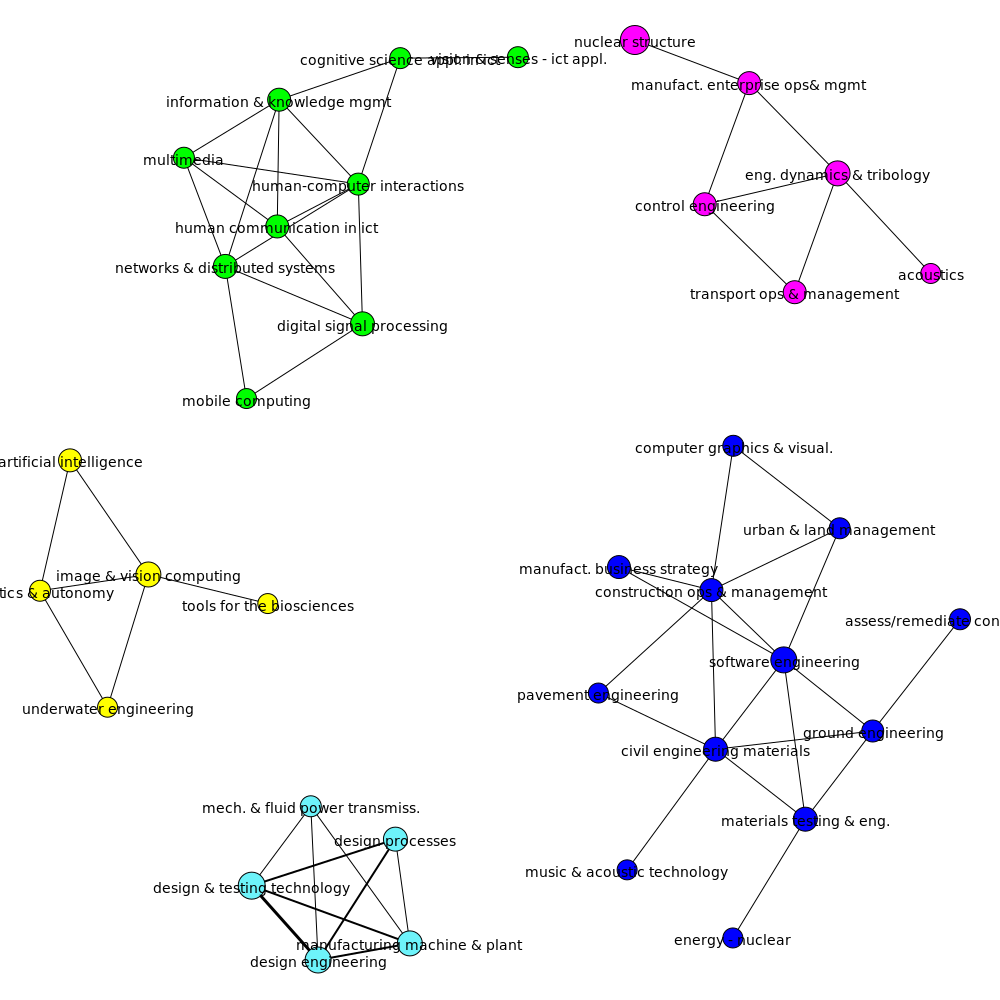 nuclear structure
cognitive science appl. in ict
vision & senses - ict appl.
manufact. enterprise ops& mgmt
information & knowledge mgmt
multimedia
eng. dynamics & tribology
human-computer interactions
control engineering
human communication in ict
networks & distributed systems
acoustics
transport ops & management
digital signal processing
mobile computing
computer graphics & visual.
artificial intelligence
urban & land management
manufact. business strategy
image & vision computing
tics & autonomy
construction ops & management
tools for the biosciences
assess/remediate con
software engineering
pavement engineering
underwater engineering
ground engineering
civil engineering materials
mech. & fluid power transmiss.
materials testing & eng.
design processes
music & acoustic technology
design & testing technology
energy - nuclear
manufacturing machine & plant
design engineering